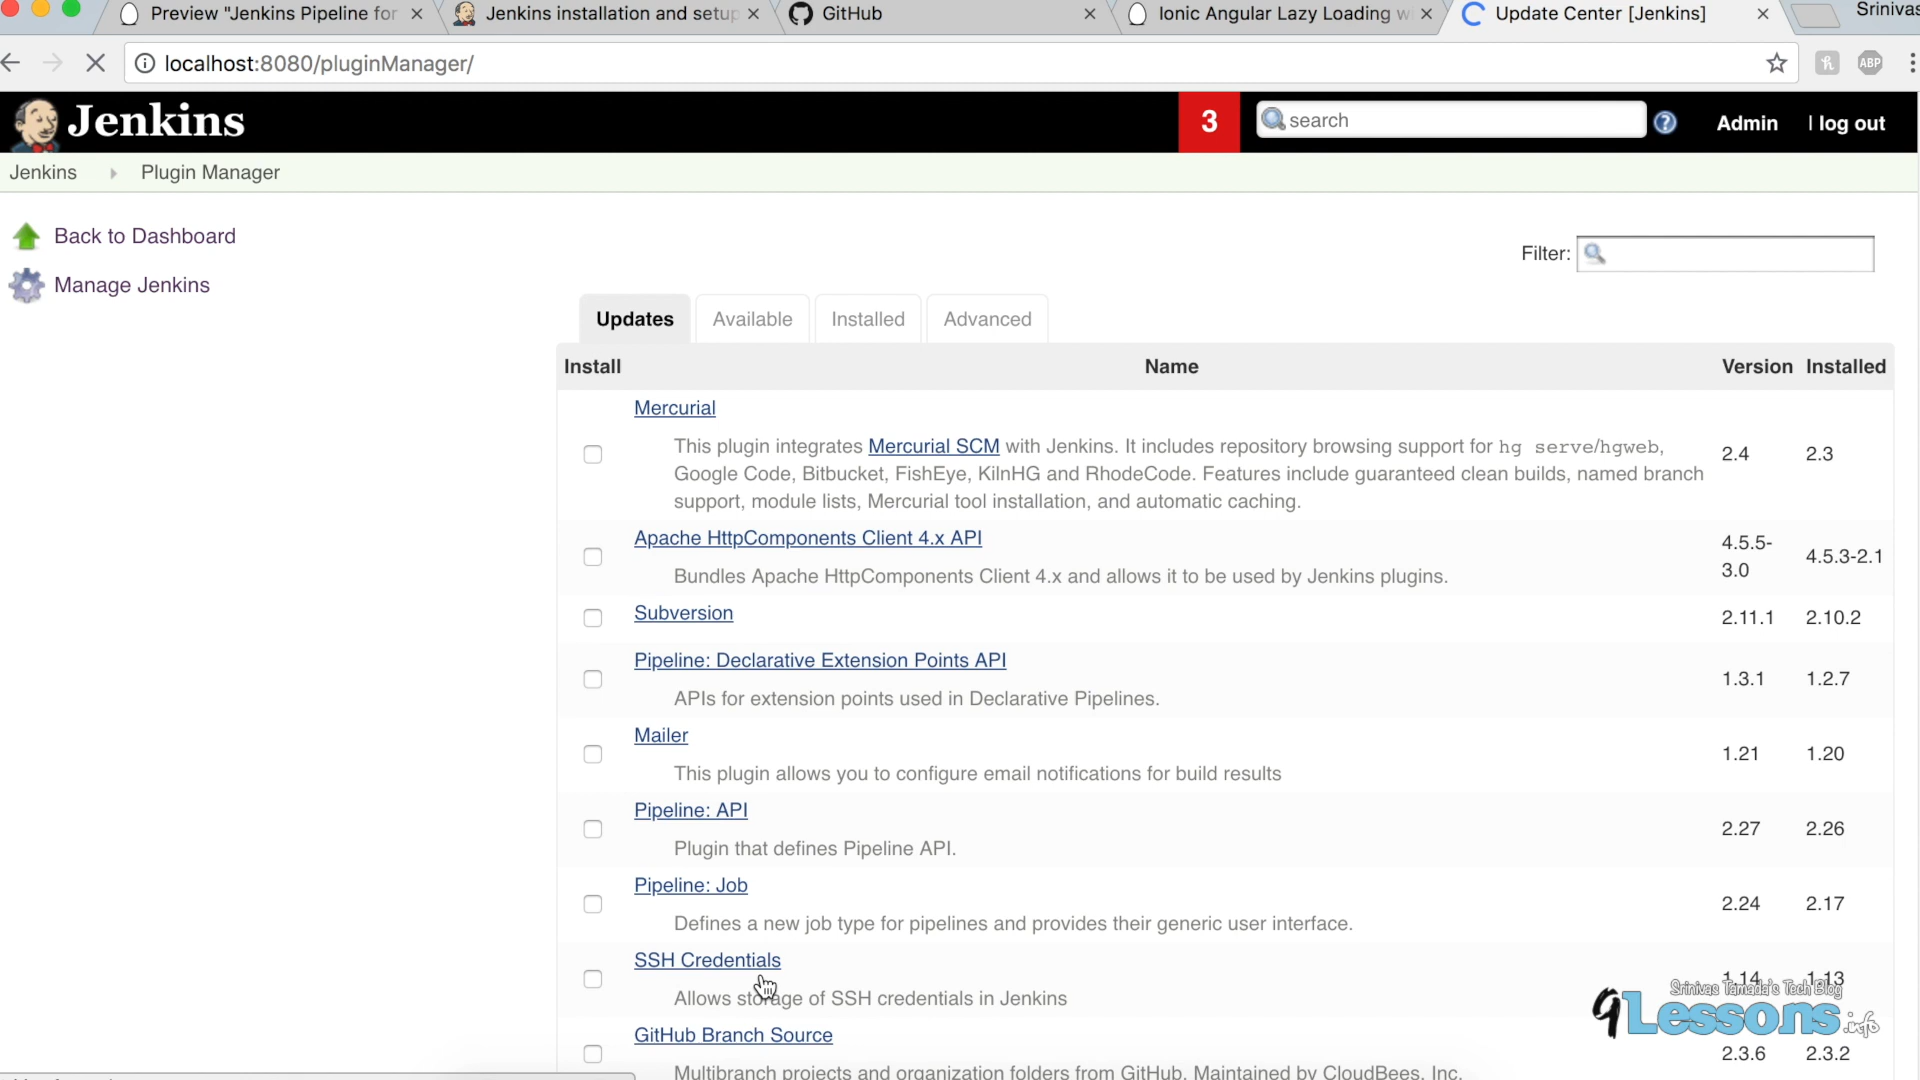 Preview "Jenkins Pipeline for
Jenkins installation and setup
GitHub
Ionic Angular Lazy Loading w
Update Center [Jenkins]
Srinivas
localhost:8080/pluginManager/
ABP
Jenkins
3
search
Admin
| log out
Jenkins
Plugin Manager
Back to Dashboard
Manage Jenkins
Filter:
Updates
Available
Installed
Advanced
Install
Name
Version
Installed
Mercurial
This plugin integrates Mercurial SCM with Jenkins. It includes repository browsing support for hg serve/hgweb,
Google Code, Bitbucket, FishEye, KilnHG and RhodeCode. Features include guaranteed clean builds, named branch
support, module lists, Mercurial tool installation, and automatic caching.
2.4
2.3
Apache HttpComponents Client 4.x API
Bundles Apache HttpComponents Client 4.x and allows it to be used by Jenkins plugins.
4.5.5-
3.0
4.5.3-2.1
Subversion
2.11.1
2.10.2
Pipeline: Declarative Extension Points API
APIs for extension points used in Declarative Pipelines.
1.3.1
1.2.7
Mailer
This plugin allows you to configure email notifications for build results
1.21
1.20
Pipeline: API
Plugin that defines Pipeline API.
2.27
2.26
Pipeline: Job
Defines a new job type for pipelines and provides their generic user interface.
2.24
2.17
SSH Credentials
Allows storage of SSH credentials in Jenkins
1.14
1.13
Srinivas Tamada's Tech Blog
9Lessons.info
GitHub Branch Source
Multibranch projects and organization folders from GitHub. Maintained by CloudBees, Inc.
2.3.6
2.3.2